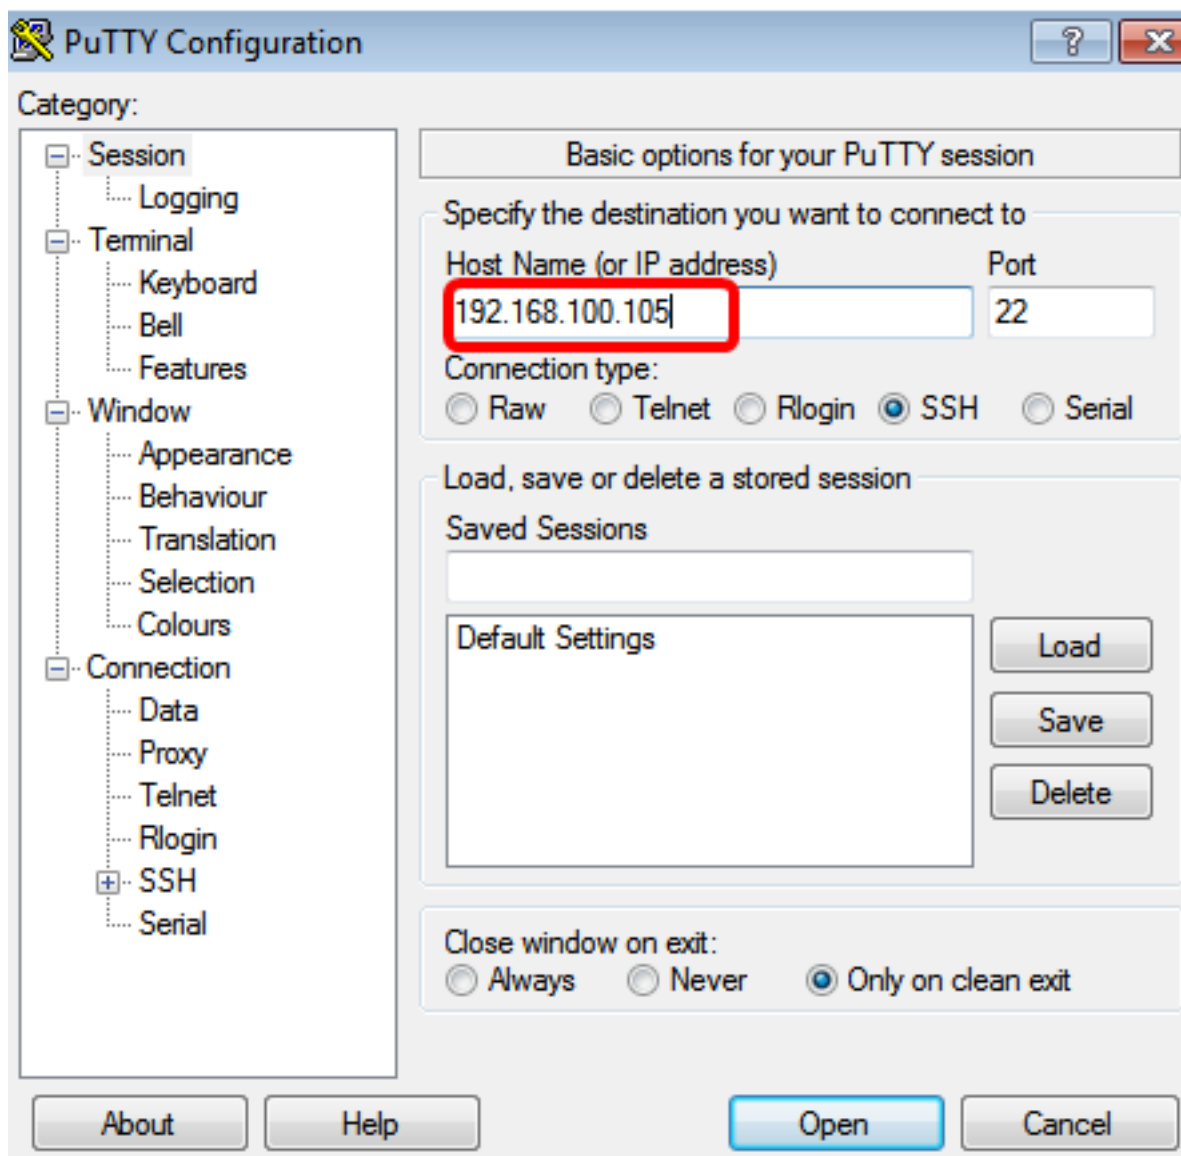 PuTTY Configuration
?
Category:
Session
Logging
Terminal
Keyboard
Bell
Features
Window
Appearance
Behaviour
Translation
Selection
Colours
Connection
Data
Proxy
Telnet
Rlogin
SSH
Serial
Basic options for your PuTTY session
Specify the destination you want to connect to
Host Name (or IP address) Port
192.168.100.105 22
Connection type:
Raw Telnet Rlogin SSH Serial
Load, save or delete a stored session
Saved Sessions
Default Settings
Load
Save
Delete
Close window on exit:
Always Never Only on clean exit
About Help Open Cancel